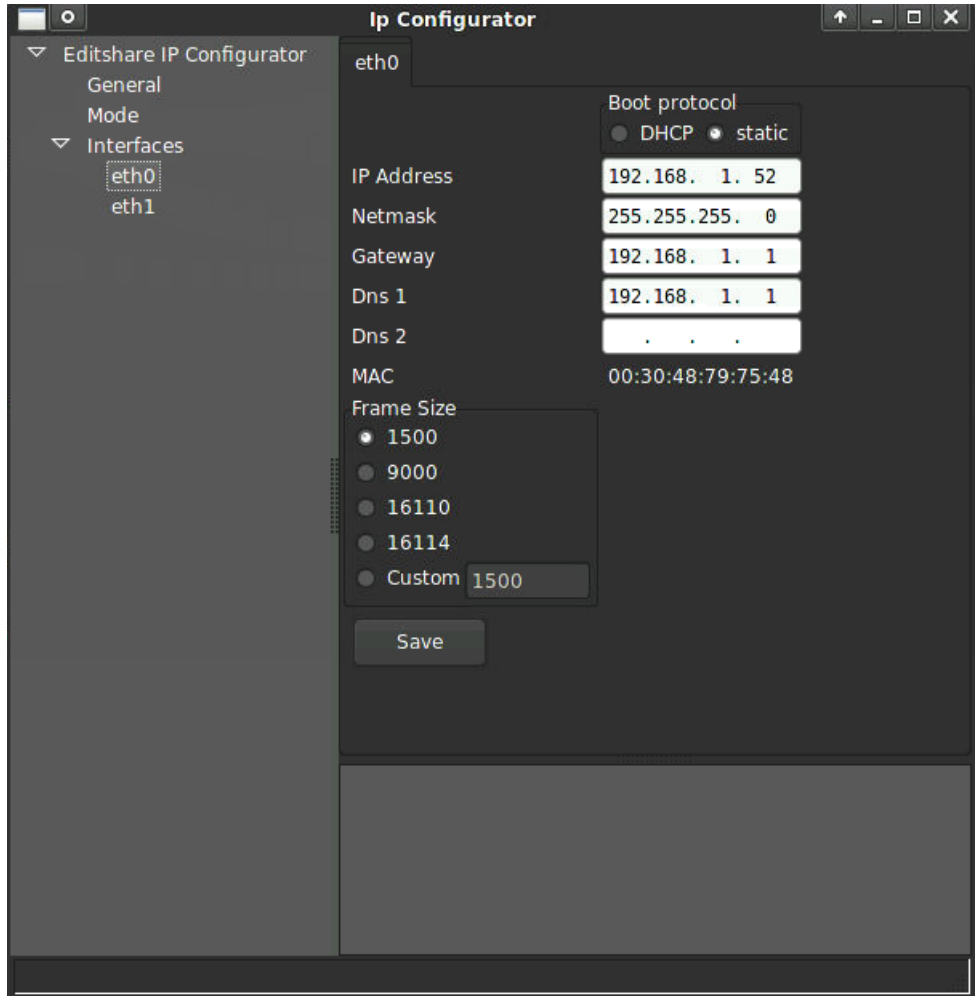 Ip Configurator
Editshare IP Configurator
General
Mode
Interfaces
eth0
eth1
eth0
Boot protocol
DHCP static
IP Address 192.168.  1. 52
Netmask 255.255.255.  0
Gateway 192.168.  1.  1
Dns 1 192.168.  1.  1
Dns 2 .   .   .
MAC 00:30:48:79:75:48
Frame Size
1500
9000
16110
16114
Custom 1500
Save